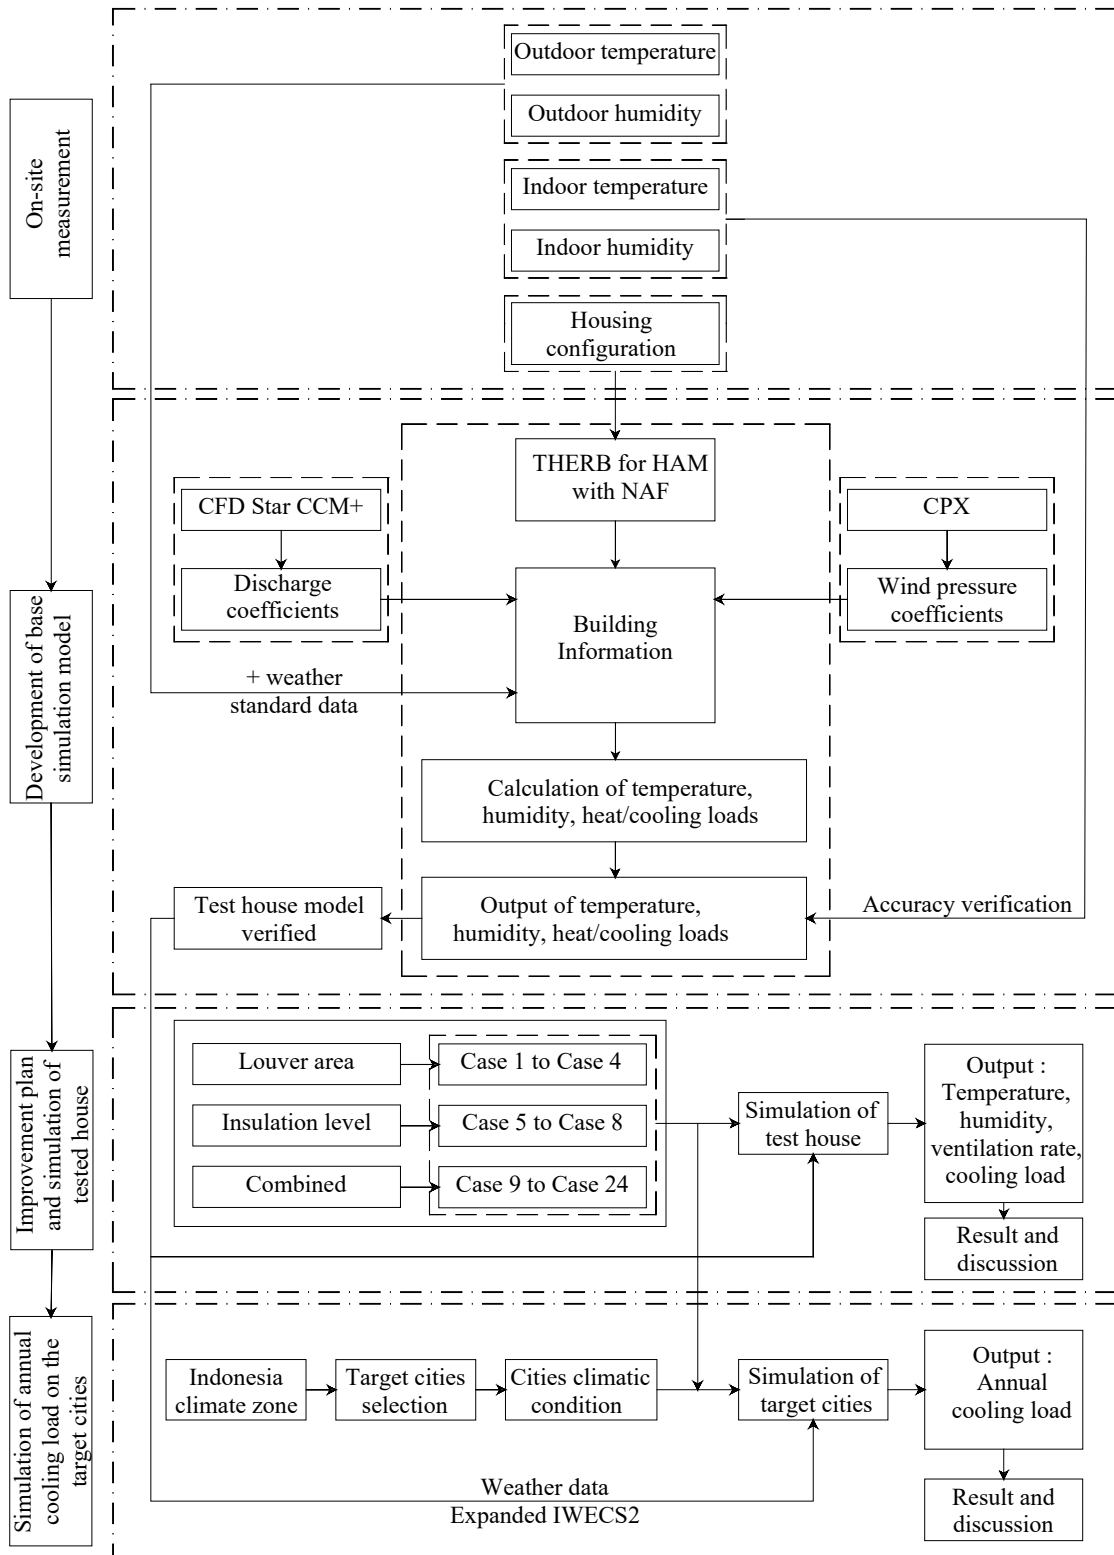 On-site
measurement
Outdoor temperature
Outdoor humidity
Indoor temperature
Indoor humidity
Housing
configuration
Development of base
simulation model
THERB for HAM
with NAF
CFD Star CCM+
Discharge
coefficients
CPX
Wind pressure
coefficients
Building
Information
+ weather
standard data
Calculation of temperature,
humidity, heat/cooling loads
Output of temperature,
humidity, heat/cooling loads
Test house model
verified
Accuracy verification
Improvement plan
and simulation of
tested house
Louver area
Case 1 to Case 4
Insulation level
Case 5 to Case 8
Combined
Case 9 to Case 24
Simulation of
test house
Output :
Temperature,
humidity,
ventilation rate,
cooling load
Result and
discussion
Simulation of annual
cooling load on the
target cities
Indonesia
climate zone
Target cities
selection
Cities climatic
condition
Simulation of
target cities
Output :
Annual
cooling load
Weather data
Expanded IWECS2
Result and
discussion